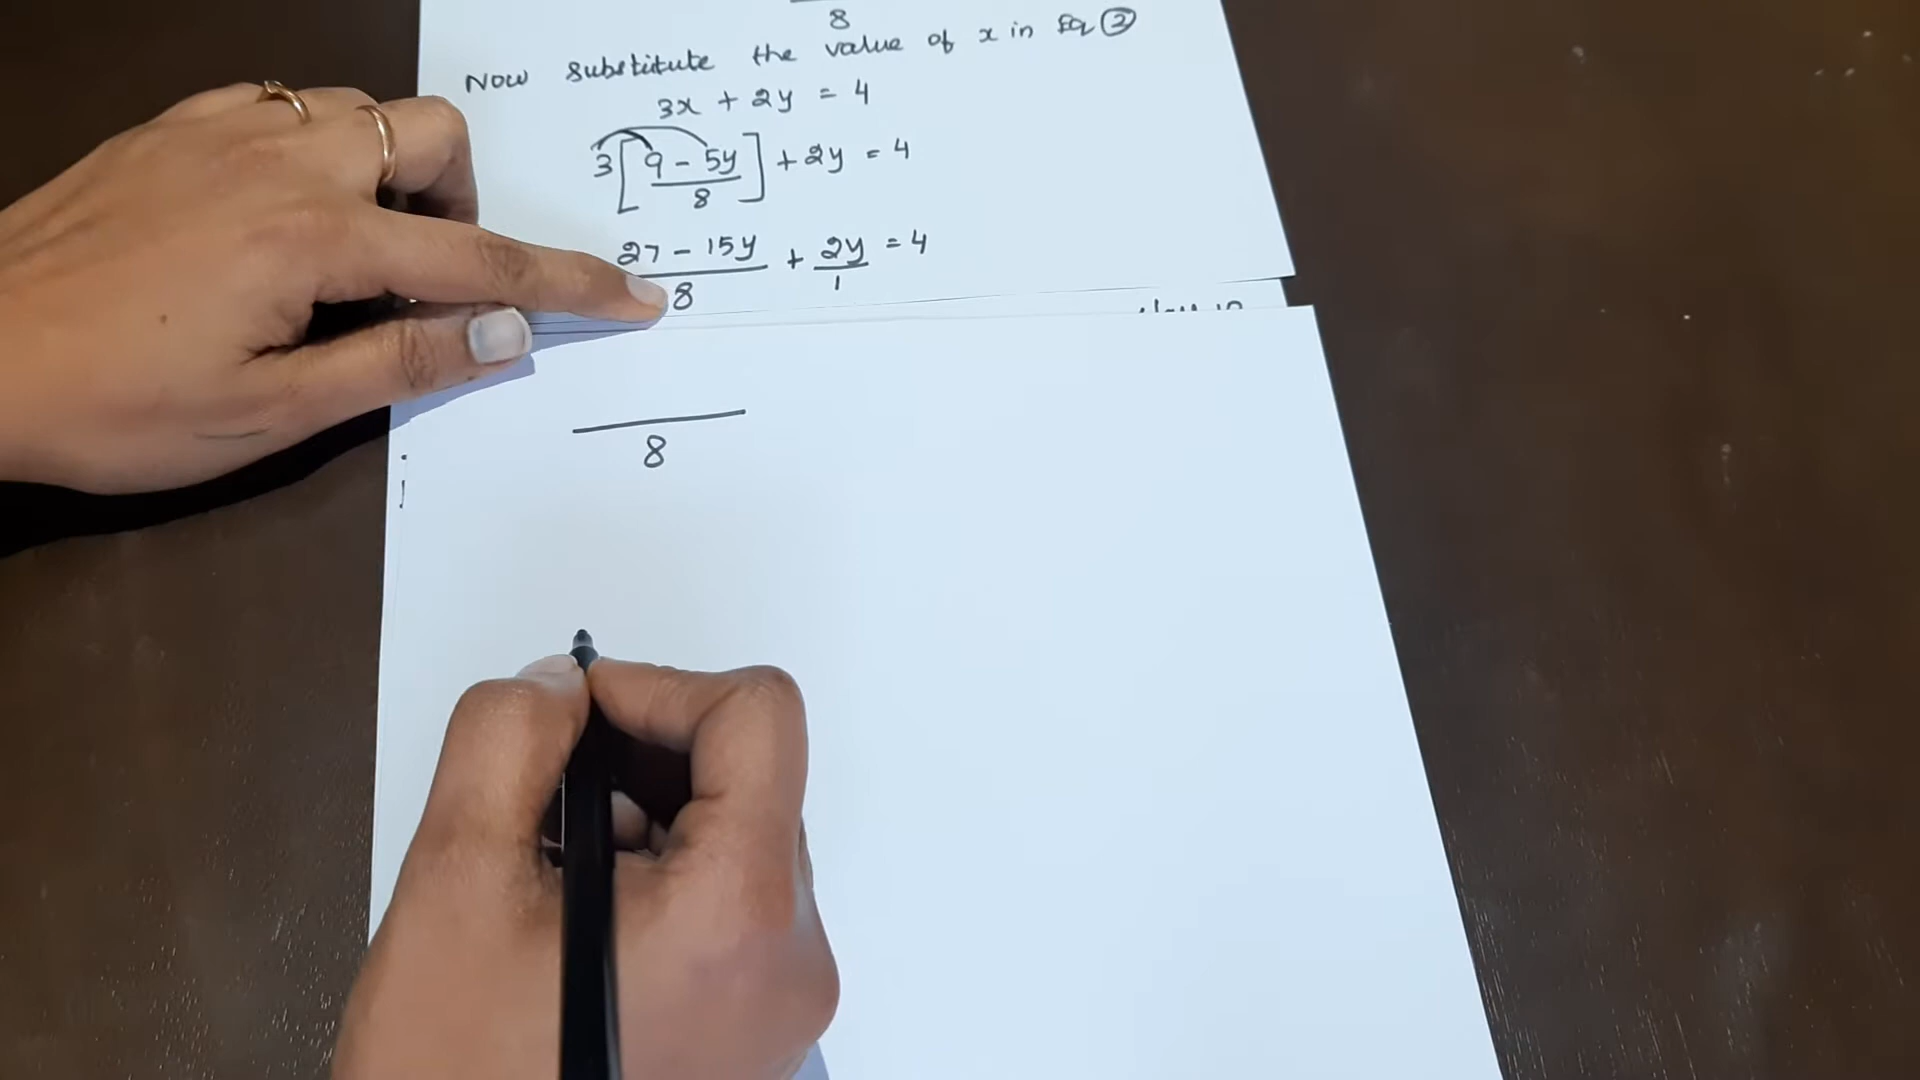 8
Now substitute the value of x in Eq ②
3x + 2y = 4
3[9 - 5y/8] + 2y = 4
27 - 15y/8 + 2y/1 = 4
8